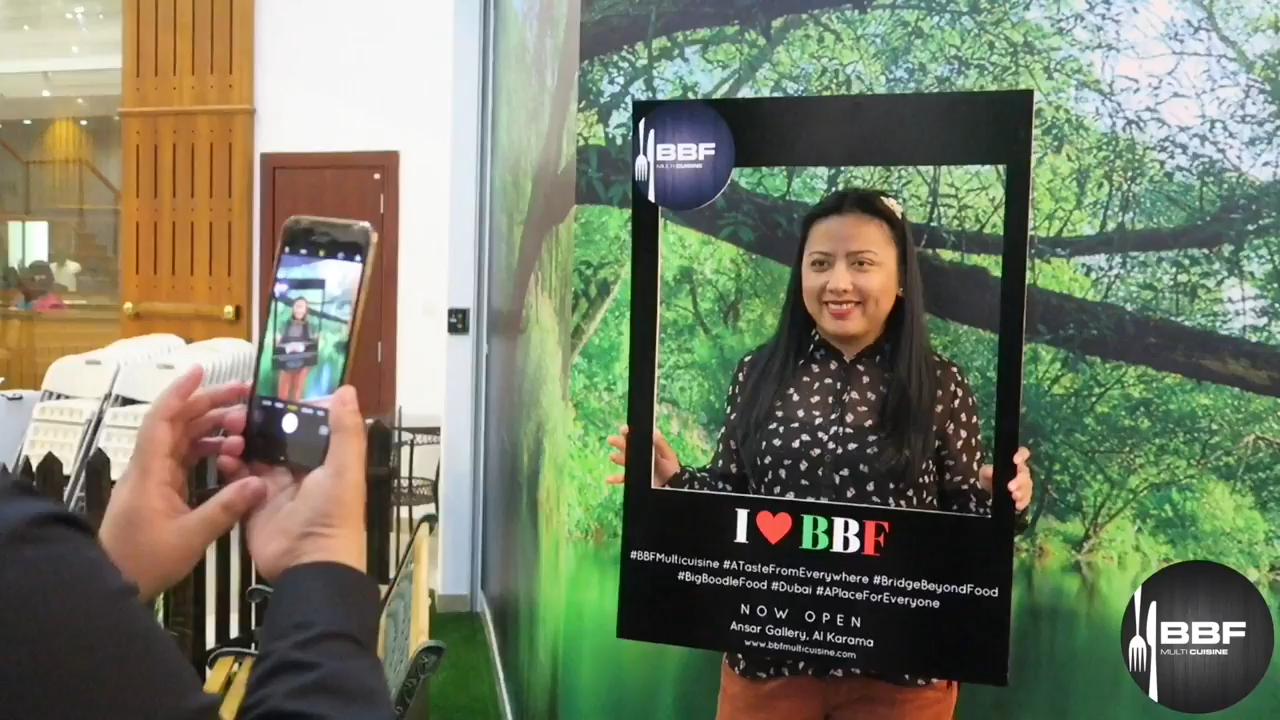 BBF
MULTI CUISINE
I ❤ BBF
#BBFMulticuisine #ATasteFromEverywhere #BridgeBeyondFood
#BigBoodleFood #Dubai #APlaceForEveryone
NOW OPEN
Ansar Gallery, Al Karama
www.bbfmulticuisine.com
BBF
MULTI CUISINE